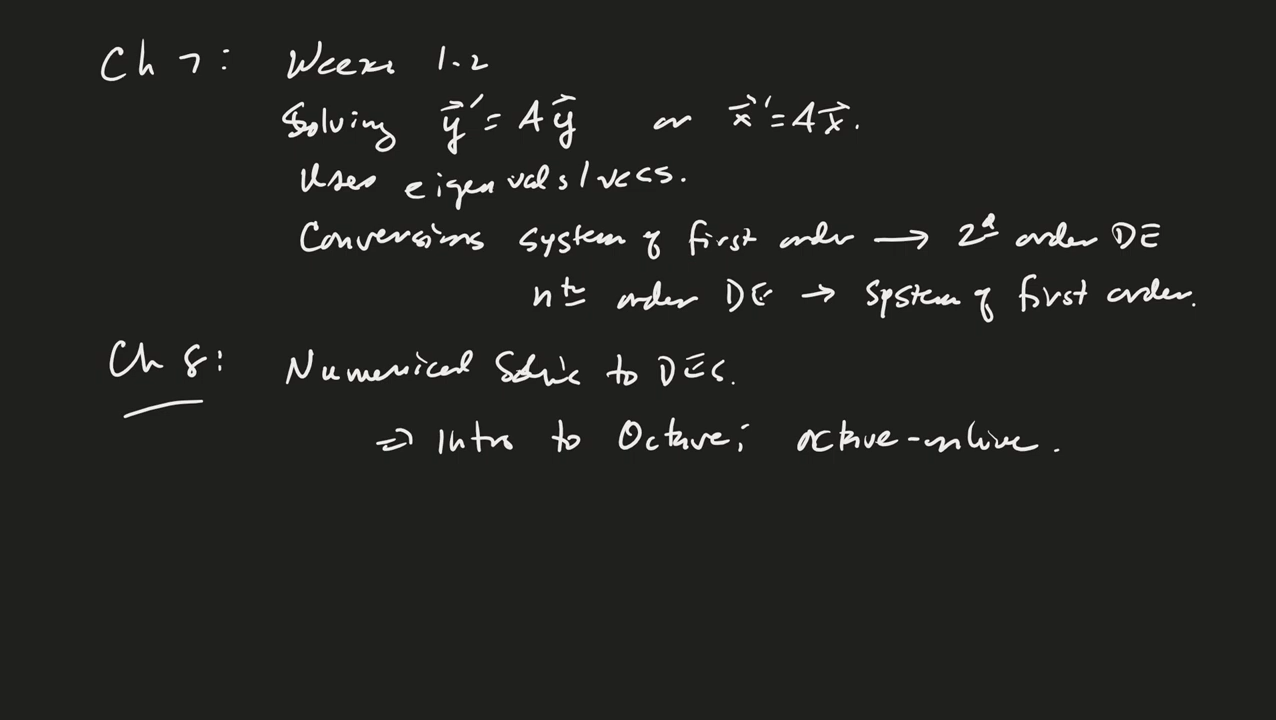 Ch 7: Weeks 1-2
Solving y⃗′ = Ay⃗ or x⃗′ = Ax⃗.
Uses eigenvals/vecs.
Conversions system of first order → 2d order DE
nth order DE → system of first order.
Ch 8: Numerical Solns to DEs.
⇒ Intro to Octave; octave-online.